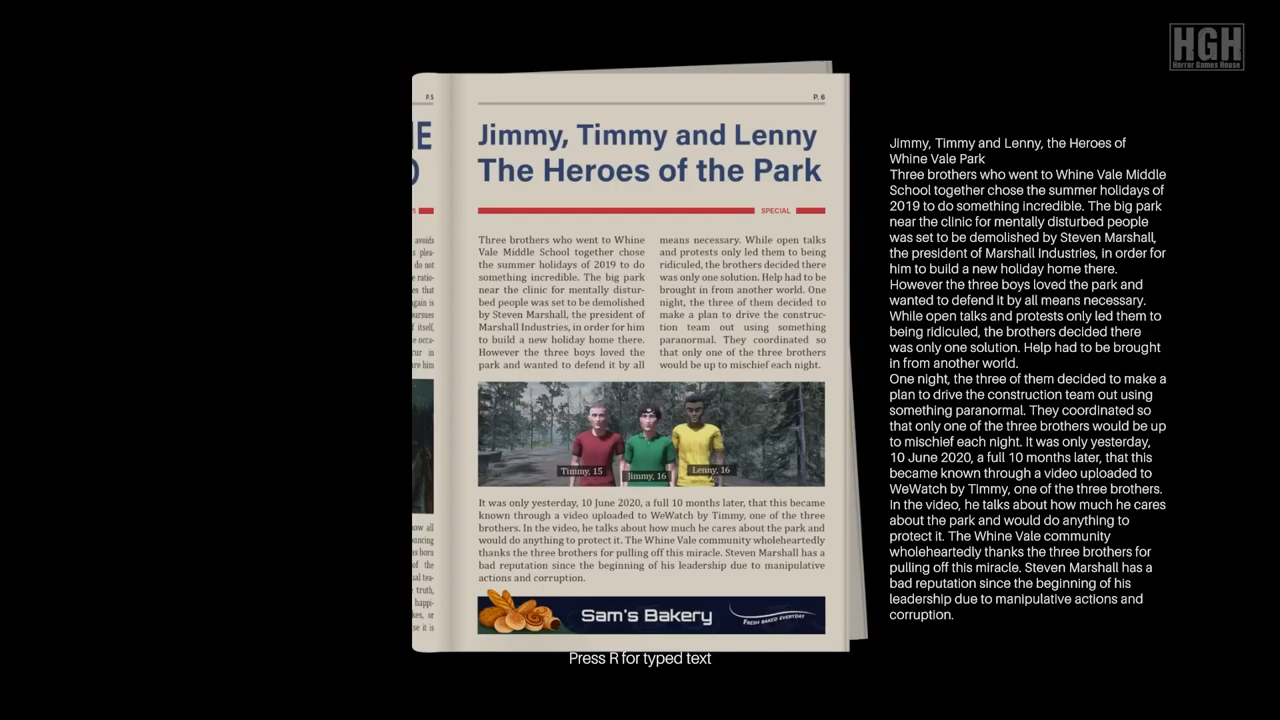 HGH
Horror Games House
P.5
P. 6
Jimmy, Timmy and Lenny
The Heroes of the Park
SPECIAL
Three brothers who went to Whine
Vale Middle School together chose
the summer holidays of 2019 to do
something incredible. The big park
near the clinic for mentally distur-
bed people was set to be demolished
by Steven Marshall, the president of
Marshall Industries, in order for him
to build a new holiday home there.
However the three boys loved the
park and wanted to defend it by all
means necessary. While open talks
and protests only led them to being
ridiculed, the brothers decided there
was only one solution. Help had to be
brought in from another world. One
night, the three of them decided to
make a plan to drive the construc-
tion team out using something
paranormal. They coordinated so
that only one of the three brothers
would be up to mischief each night.
Timmy, 15
Jimmy, 16
Lenny, 16
It was only yesterday, 10 June 2020, a full 10 months later, that this became
known through a video uploaded to WeWatch by Timmy, one of the three
brothers. In the video, he talks about how much he cares about the park and
would do anything to protect it. The Whine Vale community wholeheartedly
thanks the three brothers for pulling off this miracle. Steven Marshall has a
bad reputation since the beginning of his leadership due to manipulative
actions and corruption.
Sam's Bakery
FRESH BAKED EVERYDAY
Press R for typed text
Jimmy, Timmy and Lenny, the Heroes of
Whine Vale Park
Three brothers who went to Whine Vale Middle
School together chose the summer holidays of
2019 to do something incredible. The big park
near the clinic for mentally disturbed people
was set to be demolished by Steven Marshall,
the president of Marshall Industries, in order for
him to build a new holiday home there.
However the three boys loved the park and
wanted to defend it by all means necessary.
While open talks and protests only led them to
being ridiculed, the brothers decided there
was only one solution. Help had to be brought
in from another world.
One night, the three of them decided to make a
plan to drive the construction team out using
something paranormal. They coordinated so
that only one of the three brothers would be up
to mischief each night. It was only yesterday,
10 June 2020, a full 10 months later, that this
became known through a video uploaded to
WeWatch by Timmy, one of the three brothers.
In the video, he talks about how much he cares
about the park and would do anything to
protect it. The Whine Vale community
wholeheartedly thanks the three brothers for
pulling off this miracle. Steven Marshall has a
bad reputation since the beginning of his
leadership due to manipulative actions and
corruption.